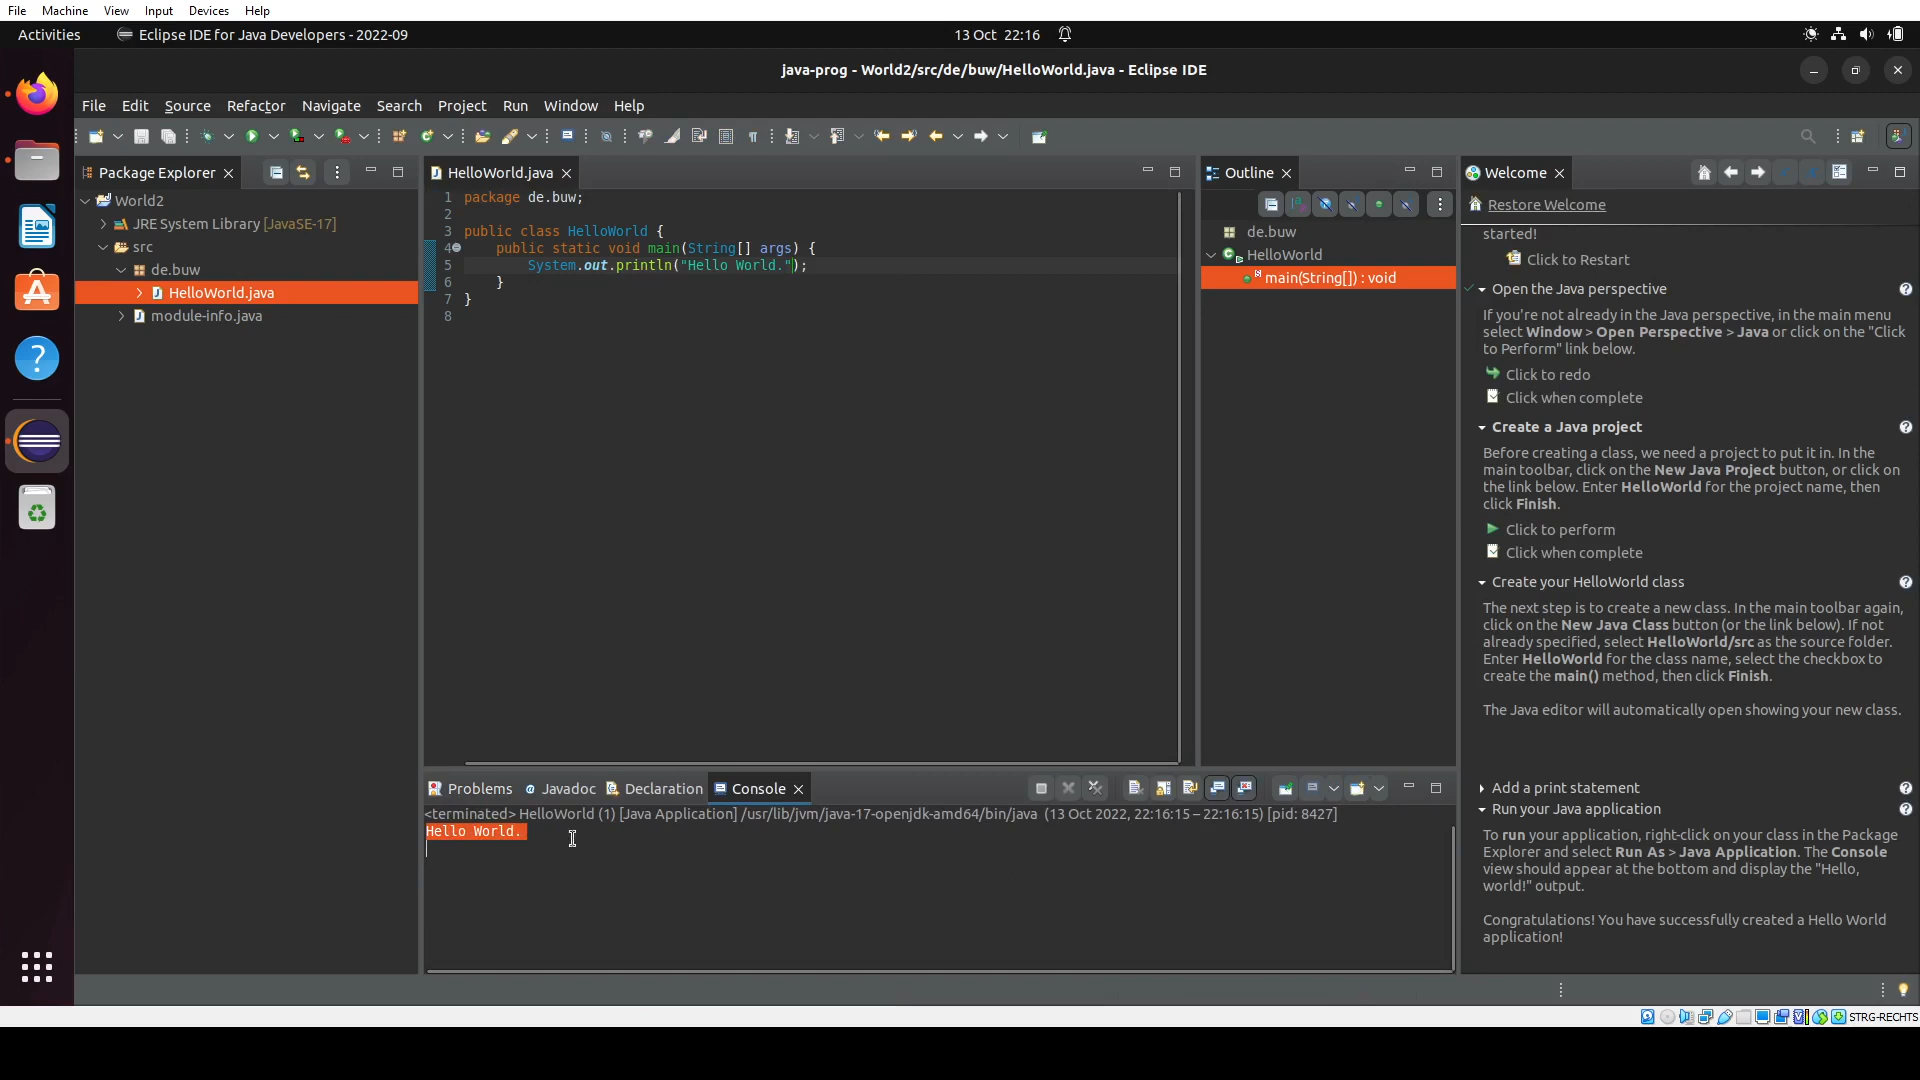 File Machine View Input Devices Help
Activities Eclipse IDE for Java Developers - 2022-09 13 Oct 22:16
java-prog - World2/src/de/buw/HelloWorld.java - Eclipse IDE
File Edit Source Refactor Navigate Search Project Run Window Help
Package Explorer
World2
JRE System Library [JavaSE-17]
src
de.buw
HelloWorld.java
module-info.java
HelloWorld.java
1 package de.buw;
2
3 public class HelloWorld {
4 public static void main(String[] args) {
5 System.out.println("Hello World.");
6 }
7 }
8
Outline
de.buw
HelloWorld
main(String[]) : void
Welcome
Restore Welcome
started!
Click to Restart
Open the Java perspective
If you're not already in the Java perspective, in the main menu
select Window > Open Perspective > Java or click on the "Click
to Perform" link below.
Click to redo
Click when complete
Create a Java project
Before creating a class, we need a project to put it in. In the
main toolbar, click on the New Java Project button, or click on
the link below. Enter HelloWorld for the project name, then
click Finish.
Click to perform
Click when complete
Create your HelloWorld class
The next step is to create a new class. In the main toolbar again,
click on the New Java Class button (or the link below). If not
already specified, select HelloWorld/src as the source folder.
Enter HelloWorld for the class name, select the checkbox to
create the main() method, then click Finish.
The Java editor will automatically open showing your new class.
Add a print statement
Run your Java application
To run your application, right-click on your class in the Package
Explorer and select Run As > Java Application. The Console
view should appear at the bottom and display the "Hello,
world!" output.
Congratulations! You have successfully created a Hello World
application!
Problems Javadoc Declaration Console
<terminated> HelloWorld (1) [Java Application] /usr/lib/jvm/java-17-openjdk-amd64/bin/java (13 Oct 2022, 22:16:15 – 22:16:15) [pid: 8427]
Hello World.
STRG-RECHTS